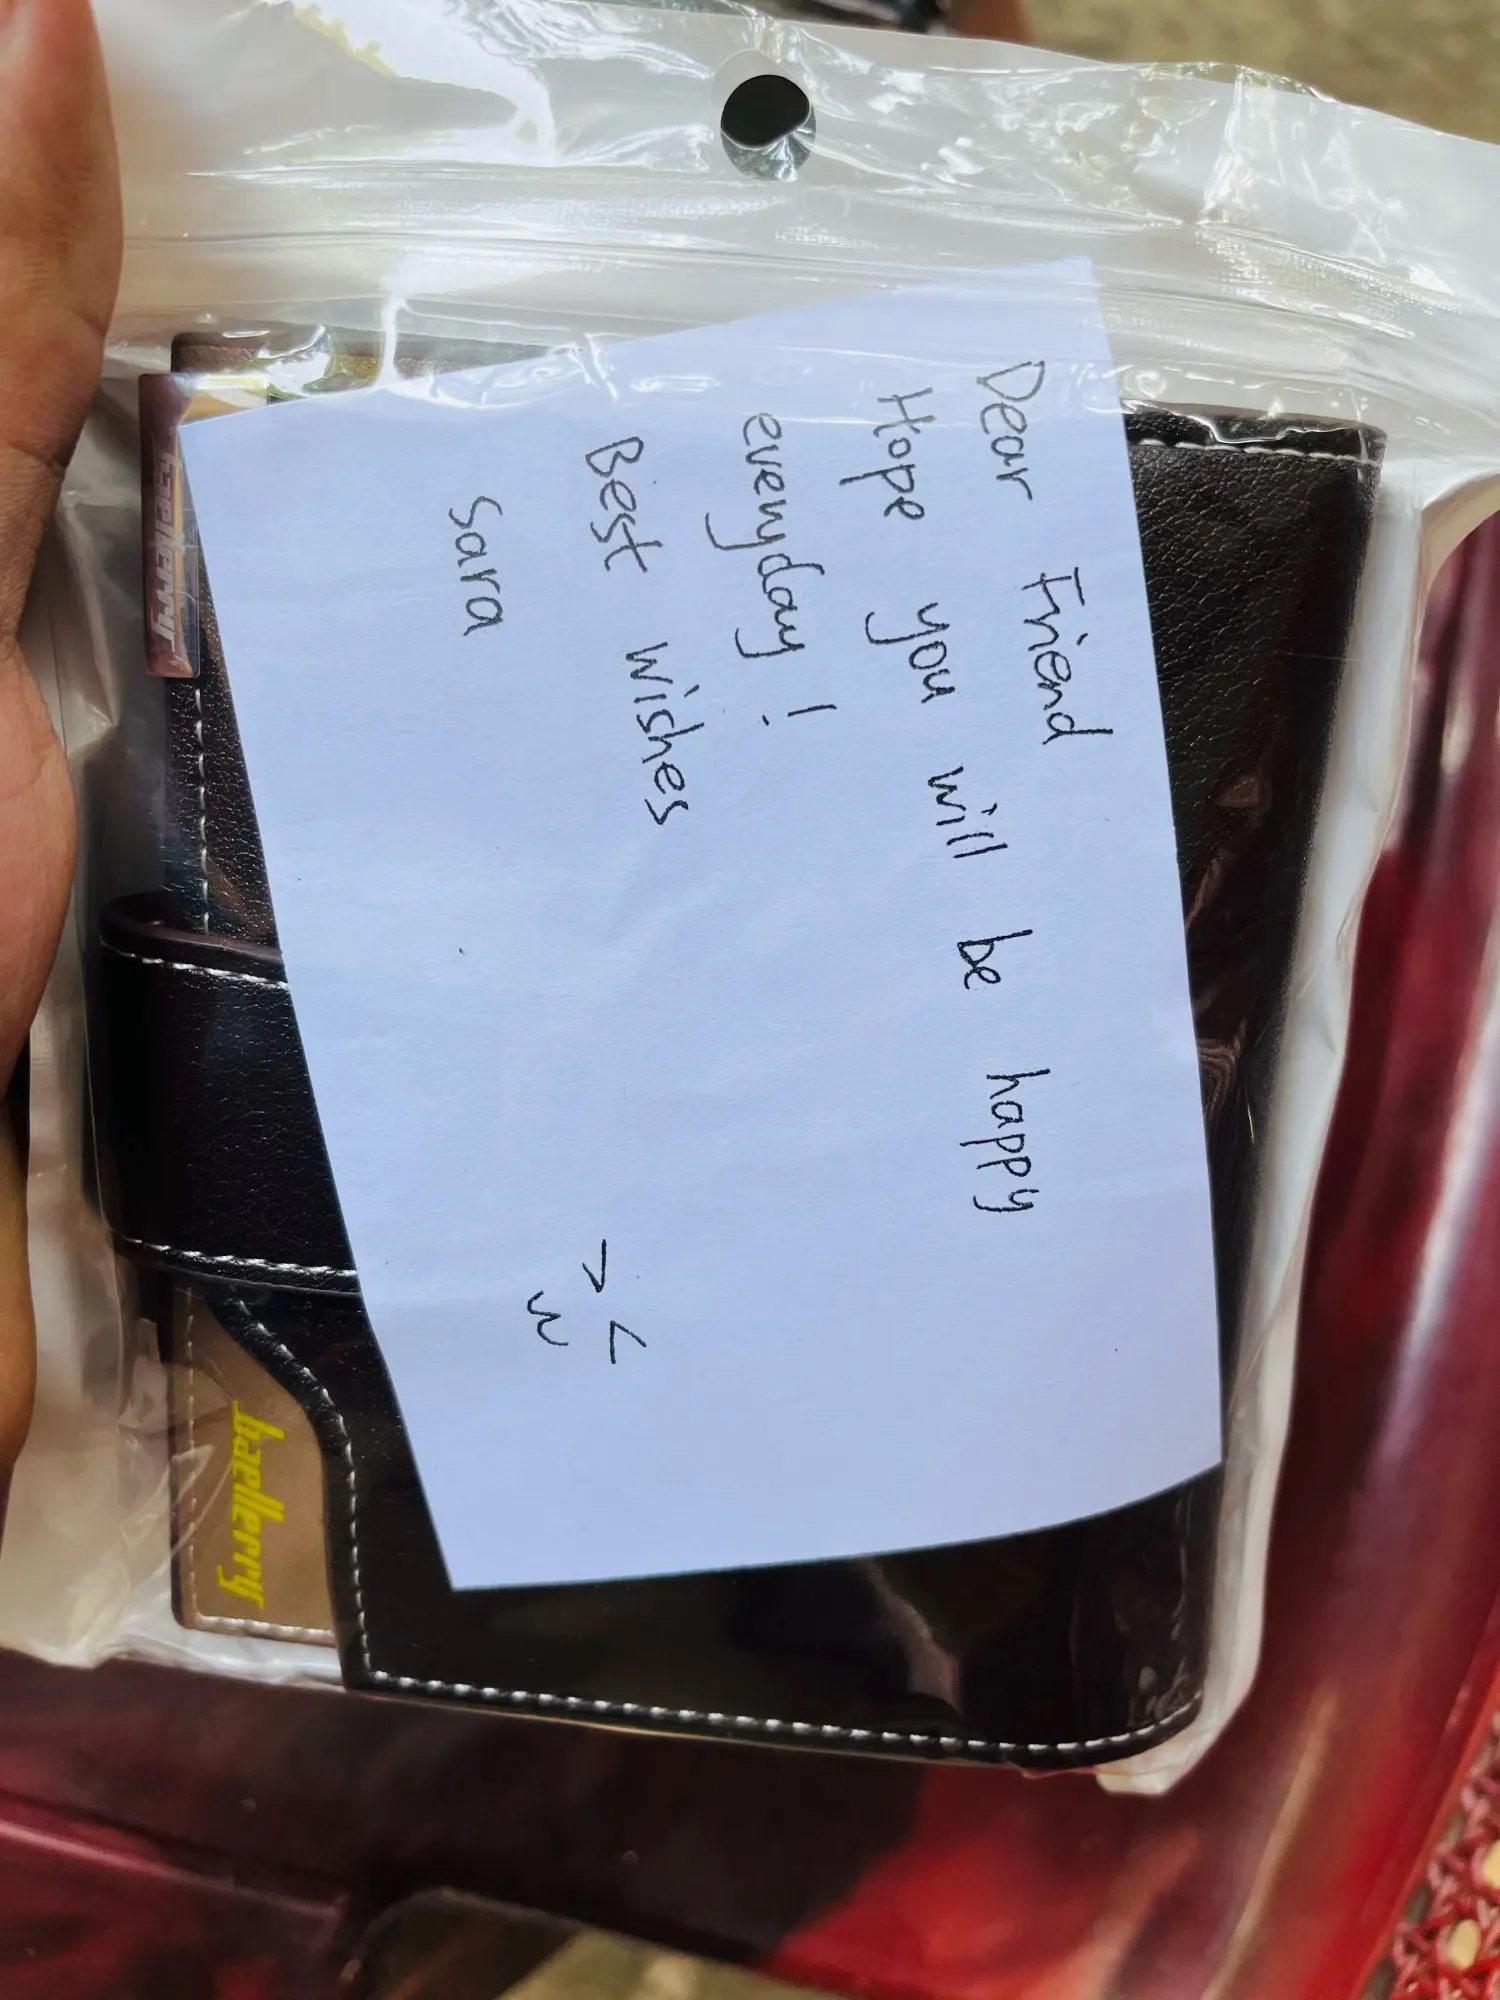 Dear Friend
Hope you will be happy
everyday!
Best wishes
Sara
> <
baellerry
baellerry